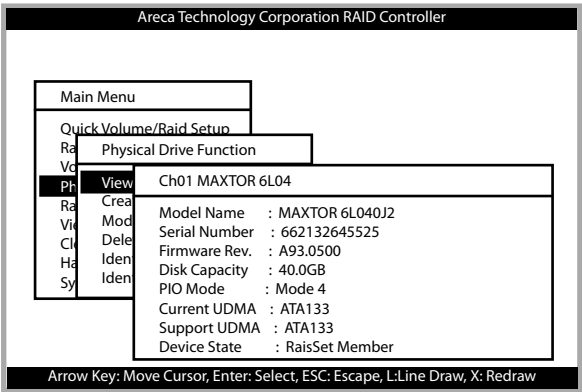 Areca Technology Corporation RAID Controller
Main Menu
Quick Volume/Raid Setup
Ra
Physical Drive Function
Vo
Ph
View
Ch01 MAXTOR 6L04
Ra
Crea
Vi
Mod
Cl
Dele
Ha
Iden
Sy
Iden
Model Name : MAXTOR 6L040J2
Serial Number : 662132645525
Firmware Rev. : A93.0500
Disk Capacity : 40.0GB
PIO Mode : Mode 4
Current UDMA : ATA133
Support UDMA : ATA133
Device State : RaisSet Member
Arrow Key: Move Cursor, Enter: Select, ESC: Escape, L:Line Draw, X: Redraw